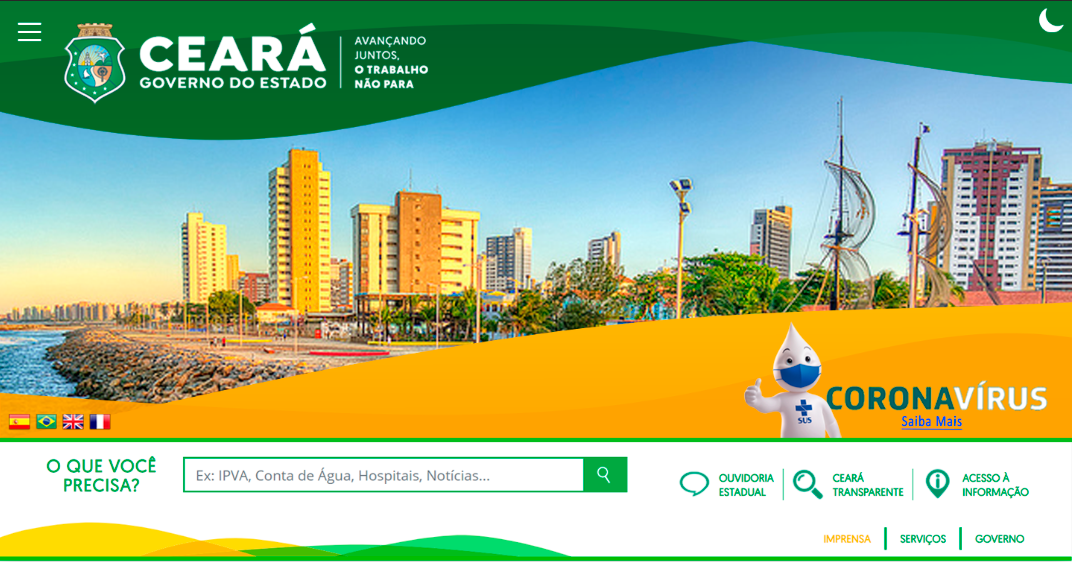 CEARÁ
GOVERNO DO ESTADO
AVANÇANDO
JUNTOS,
O TRABALHO
NÃO PARA
SUS
CORONAVÍRUS
Saiba Mais
O QUE VOCÊ
PRECISA?
Ex: IPVA, Conta de Água, Hospitais, Notícias...
OUVIDORIA
ESTADUAL
CEARÁ
TRANSPARENTE
ACESSO À
INFORMAÇÃO
IMPRENSA
SERVIÇOS
GOVERNO